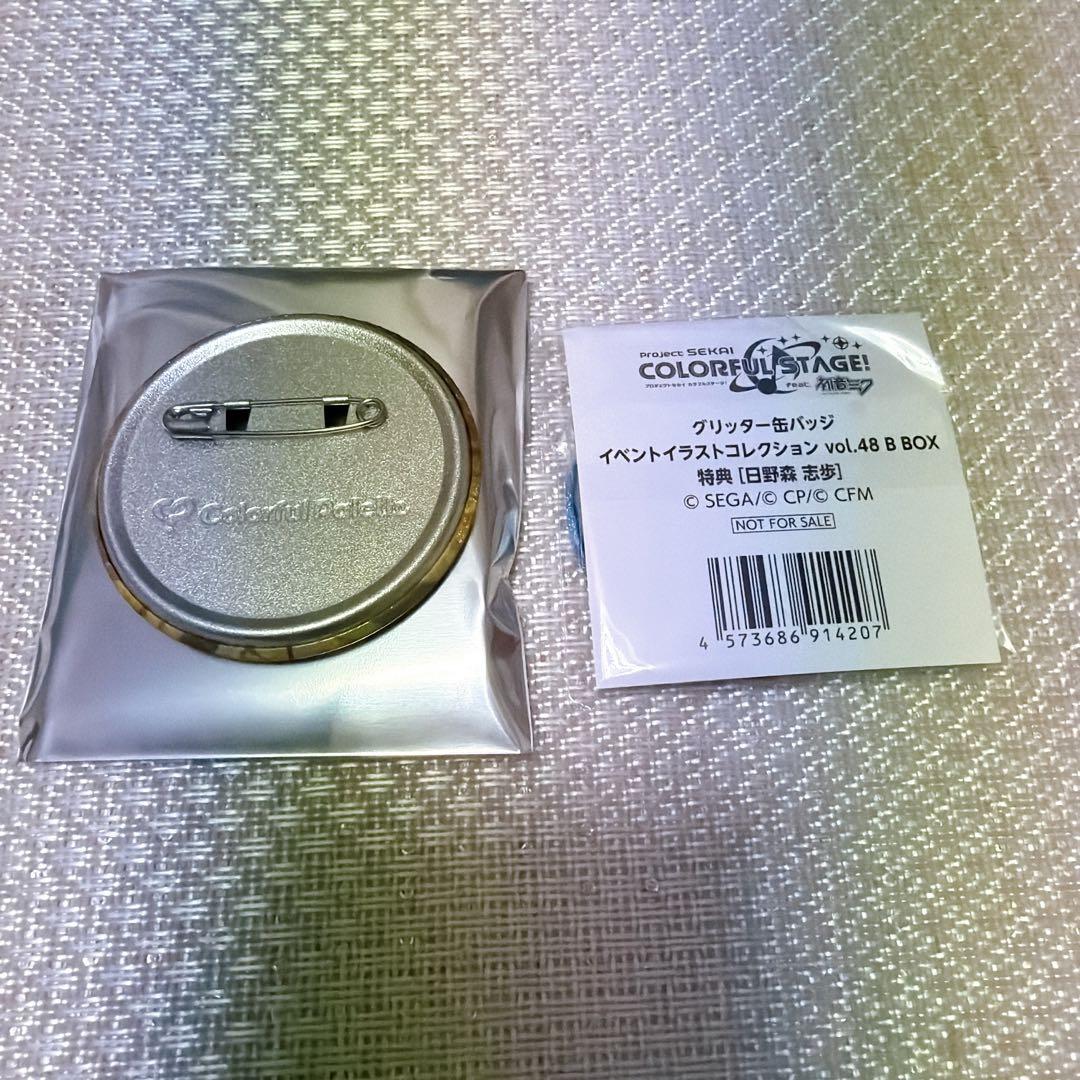 Colorful Palette
Project SEKAI
COLORFUL STAGE!
プロジェクトセカイ カラフルステージ!
feat. 初音ミク
グリッター缶バッジ
イベントイラストコレクション vol.48 B BOX
特典 [日野森 志歩]
© SEGA/© CP/© CFM
NOT FOR SALE
4 573686 914207